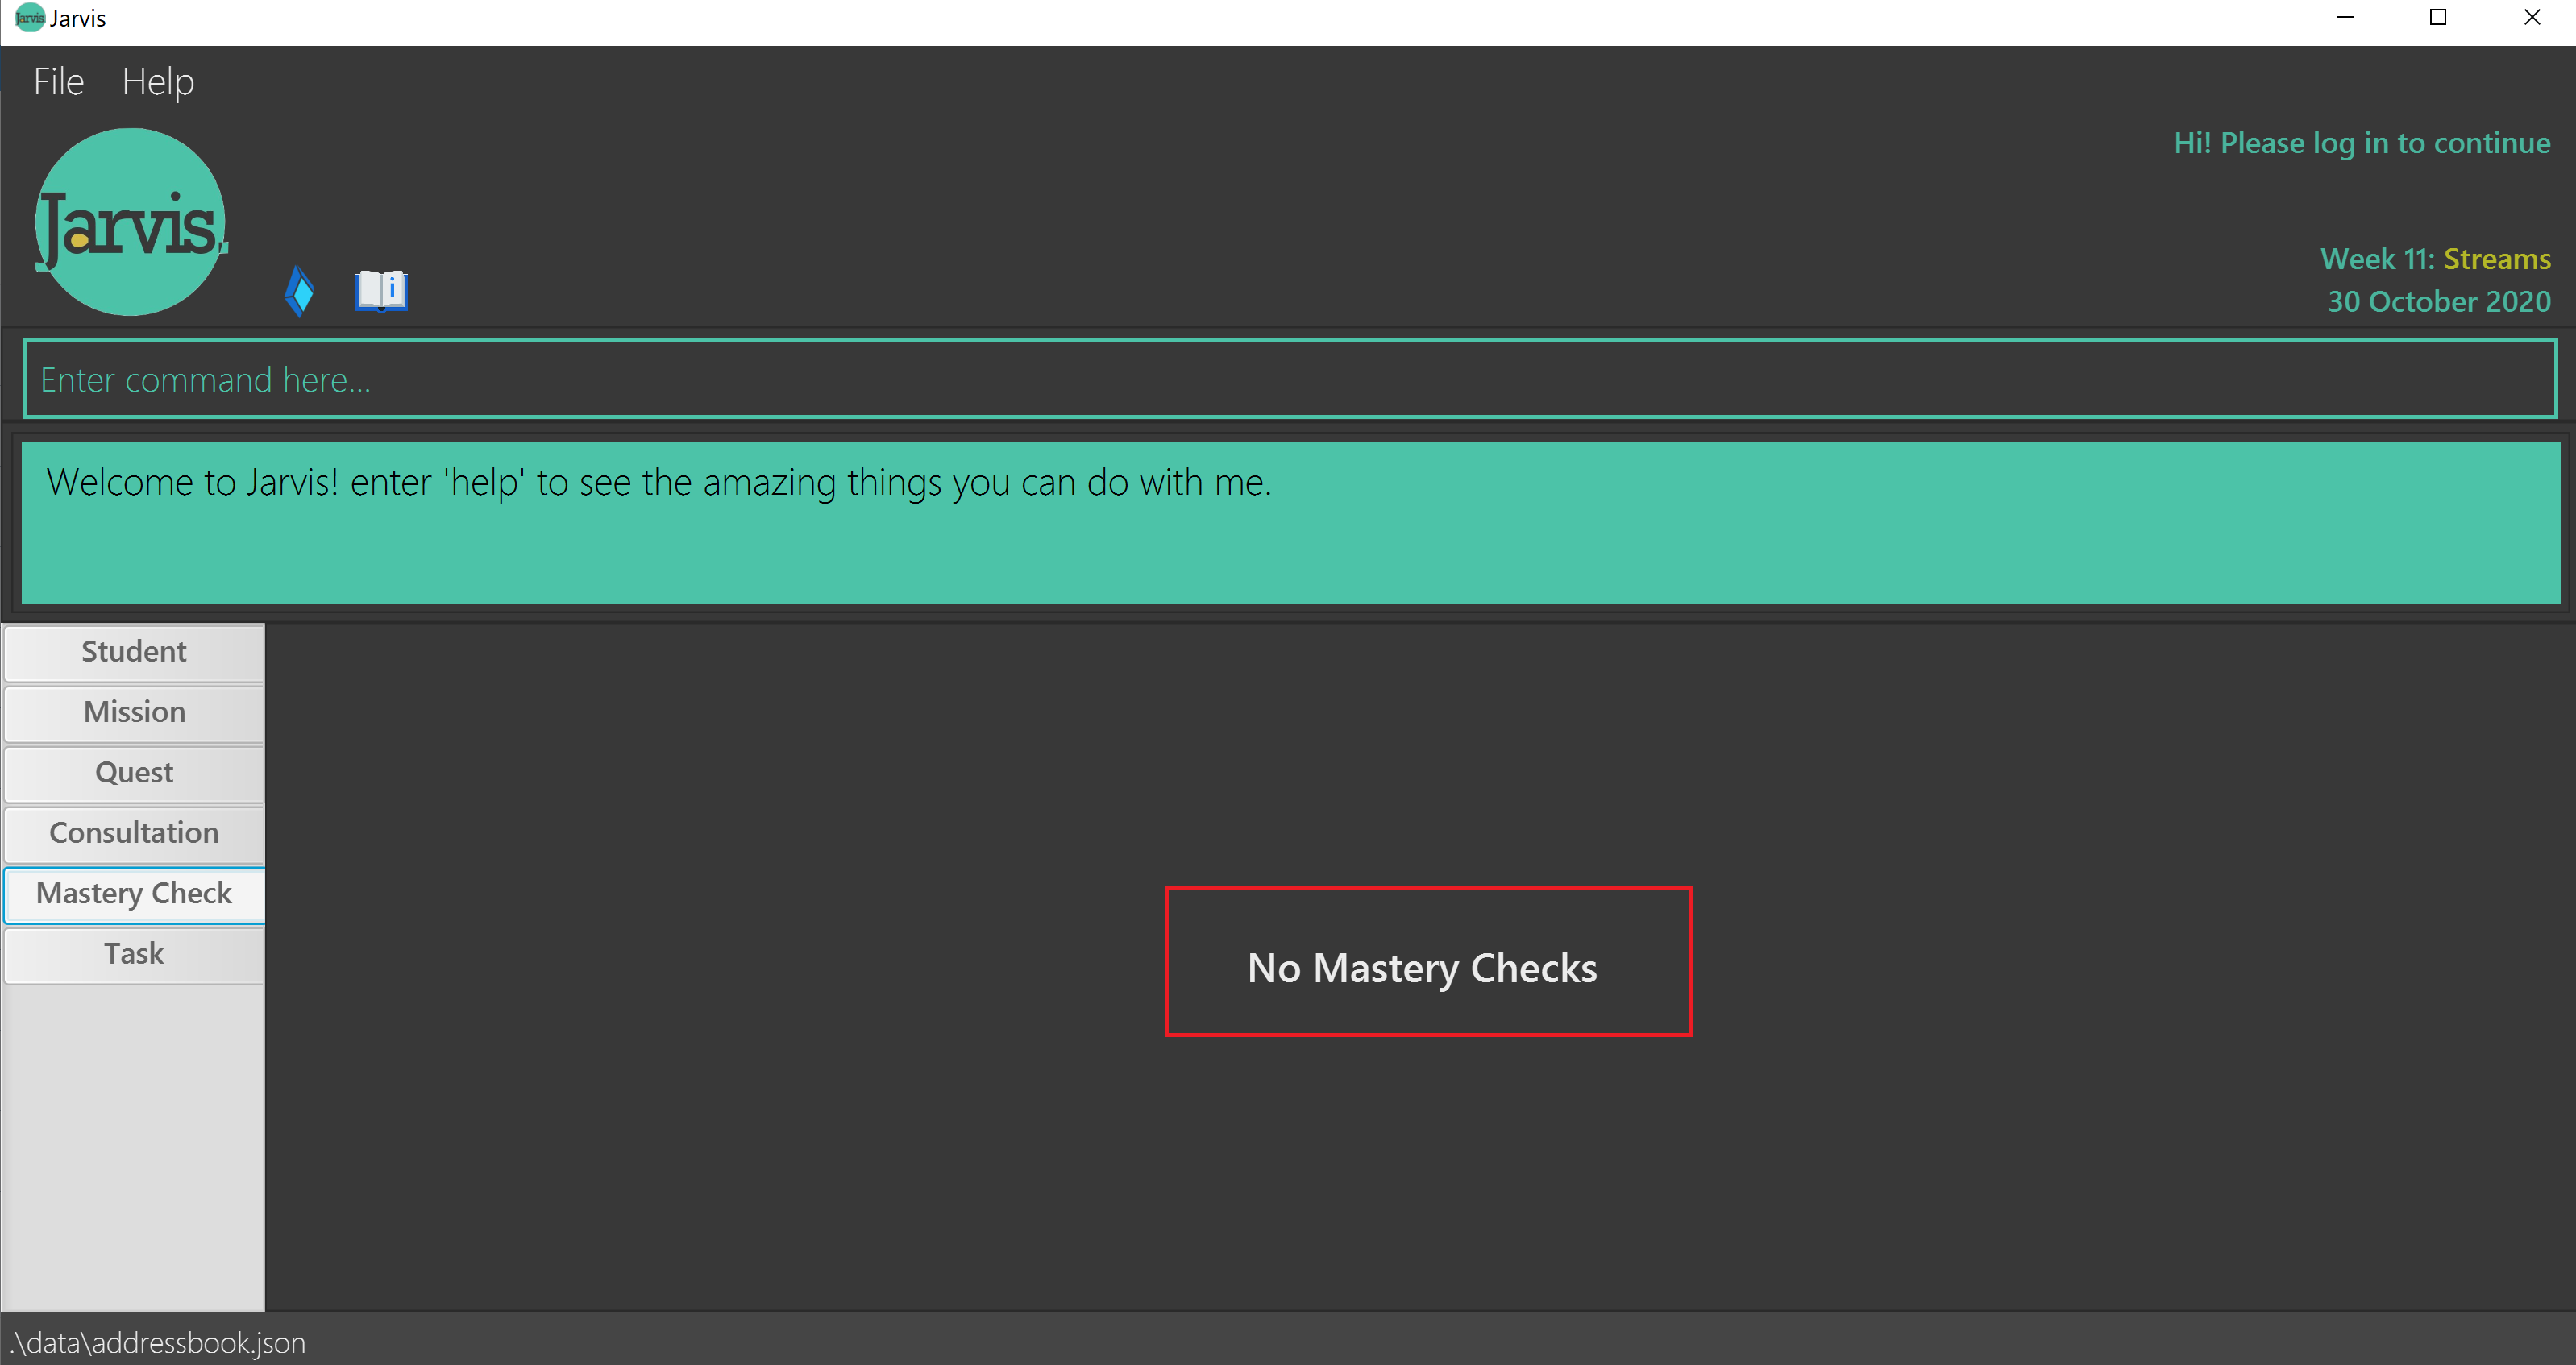 Jarvis
File Help
Hi! Please log in to continue
Jarvis.
Week 11: Streams
30 October 2020
Enter command here...
Welcome to Jarvis! enter 'help' to see the amazing things you can do with me.
Student
Mission
Quest
Consultation
Mastery Check
Task
No Mastery Checks
.\data\addressbook.json